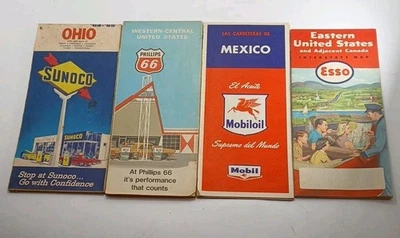 OHIO
SUNOCO
SUNOCO
Stop at Sunoco...
Go with Confidence
WESTERN-CENTRAL
UNITED STATES
PHILLIPS
66
At Phillips 66
it's performance
that counts
LAS CARRETERAS DE
MEXICO
El Aceite
Mobiloil
Supremo del Mundo
Mobil
Eastern
United States
and Adjacent Canada
INTERSTATE MAP
Esso